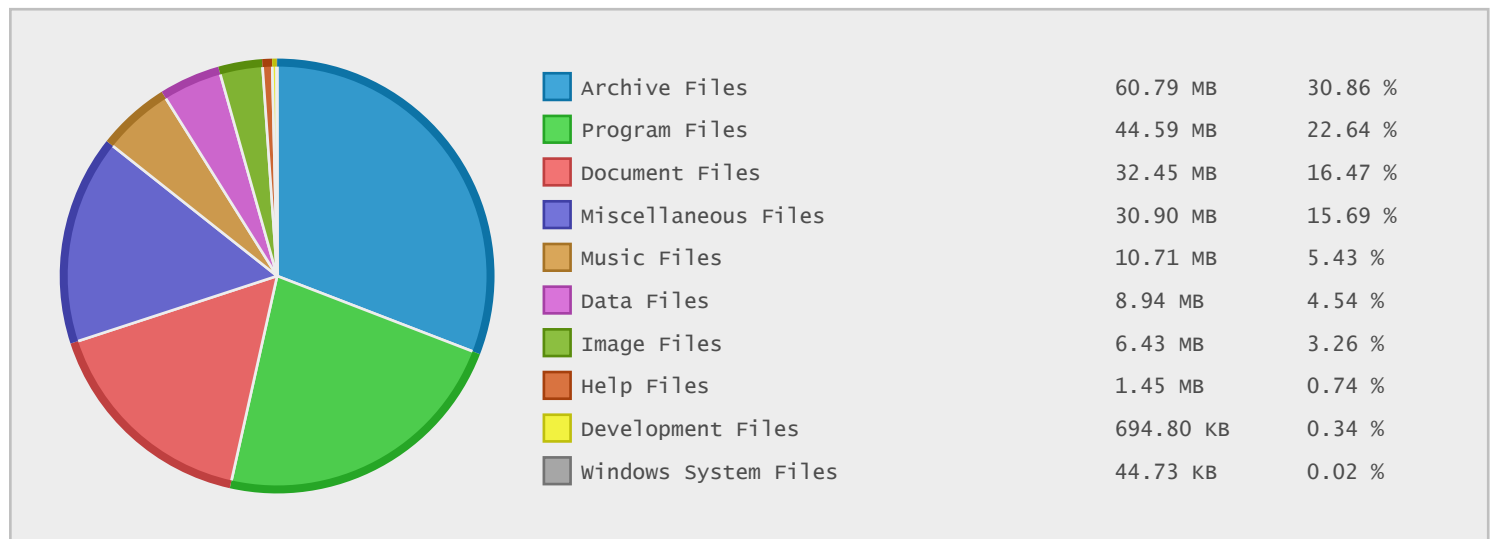 Archive Files 60.79 MB 30.86 %
Program Files 44.59 MB 22.64 %
Document Files 32.45 MB 16.47 %
Miscellaneous Files 30.90 MB 15.69 %
Music Files 10.71 MB 5.43 %
Data Files 8.94 MB 4.54 %
Image Files 6.43 MB 3.26 %
Help Files 1.45 MB 0.74 %
Development Files 694.80 KB 0.34 %
Windows System Files 44.73 KB 0.02 %